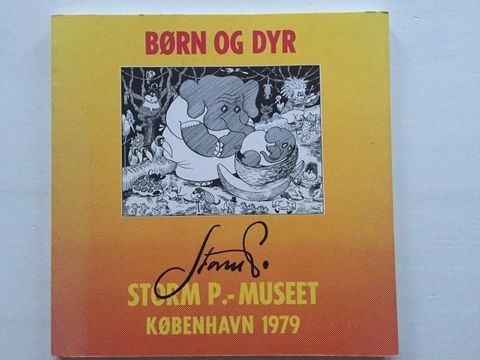 BØRN OG DYR
Storm P.
STORM P.-MUSEET
KØBENHAVN 1979